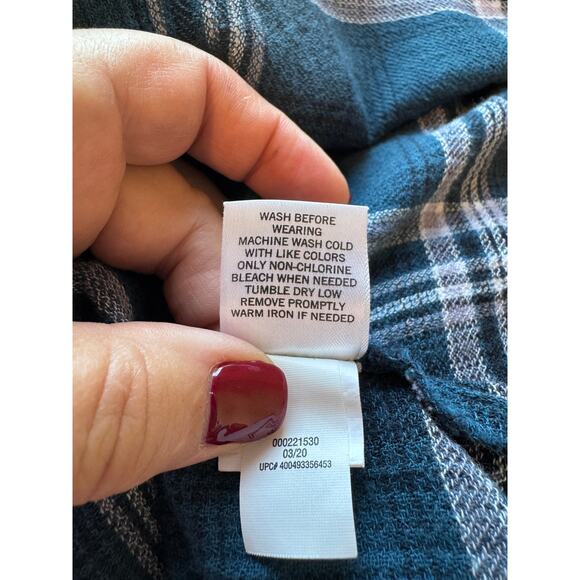 WASH BEFORE
WEARING
MACHINE WASH COLD
WITH LIKE COLORS
ONLY NON-CHLORINE
BLEACH WHEN NEEDED
TUMBLE DRY LOW
REMOVE PROMPTLY
WARM IRON IF NEEDED
000221530
03/20
UPC# 400493356453